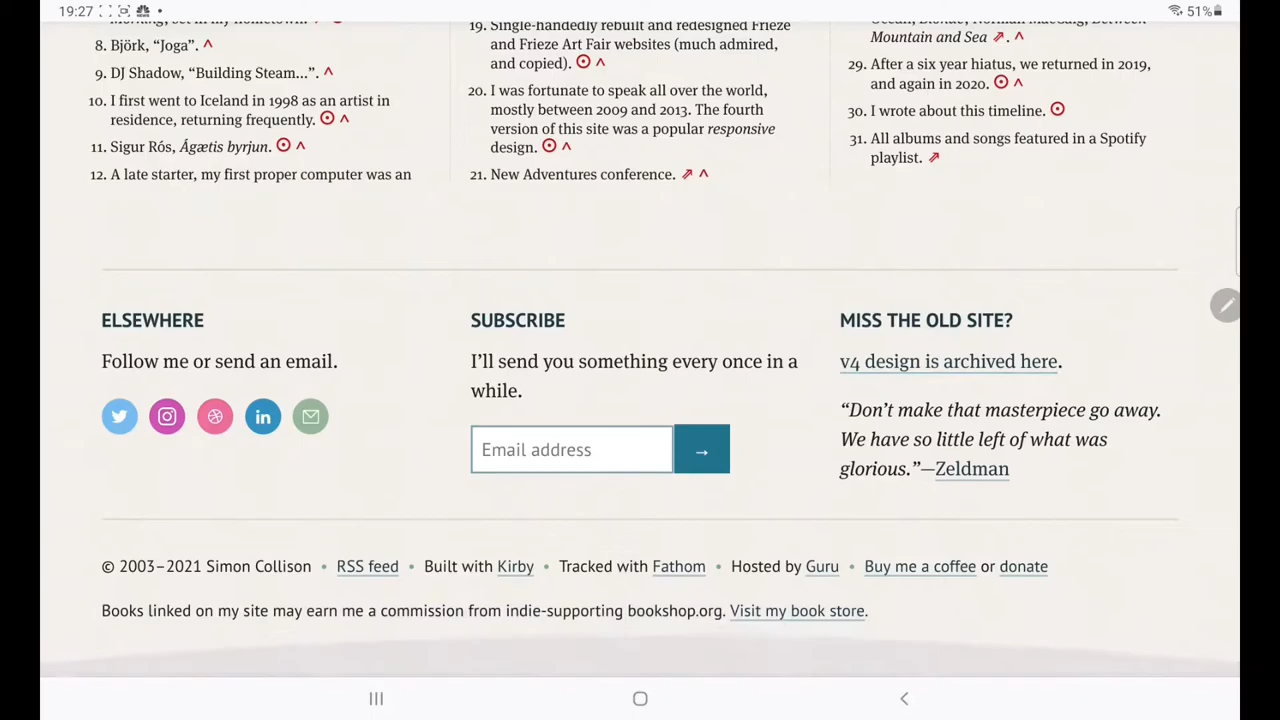 19:27
51%
8. Björk, “Joga”. ^
9. DJ Shadow, “Building Steam...”. ^
10. I first went to Iceland in 1998 as an artist in
residence, returning frequently. ^
11. Sigur Rós, Ágætis byrjun. ^
12. A late starter, my first proper computer was an
19. Single-handedly rebuilt and redesigned Frieze
and Frieze Art Fair websites (much admired,
and copied). ^
20. I was fortunate to speak all over the world,
mostly between 2009 and 2013. The fourth
version of this site was a popular responsive
design. ^
21. New Adventures conference. ⇗ ^
Mountain and Sea ⇗. ^
29. After a six year hiatus, we returned in 2019,
and again in 2020. ^
30. I wrote about this timeline.
31. All albums and songs featured in a Spotify
playlist. ⇗
ELSEWHERE
Follow me or send an email.
in
SUBSCRIBE
I’ll send you something every once in a
while.
Email address →
MISS THE OLD SITE?
v4 design is archived here.
“Don’t make that masterpiece go away.
We have so little left of what was
glorious.”—Zeldman
© 2003–2021 Simon Collison • RSS feed • Built with Kirby • Tracked with Fathom • Hosted by Guru • Buy me a coffee or donate
Books linked on my site may earn me a commission from indie-supporting bookshop.org. Visit my book store.